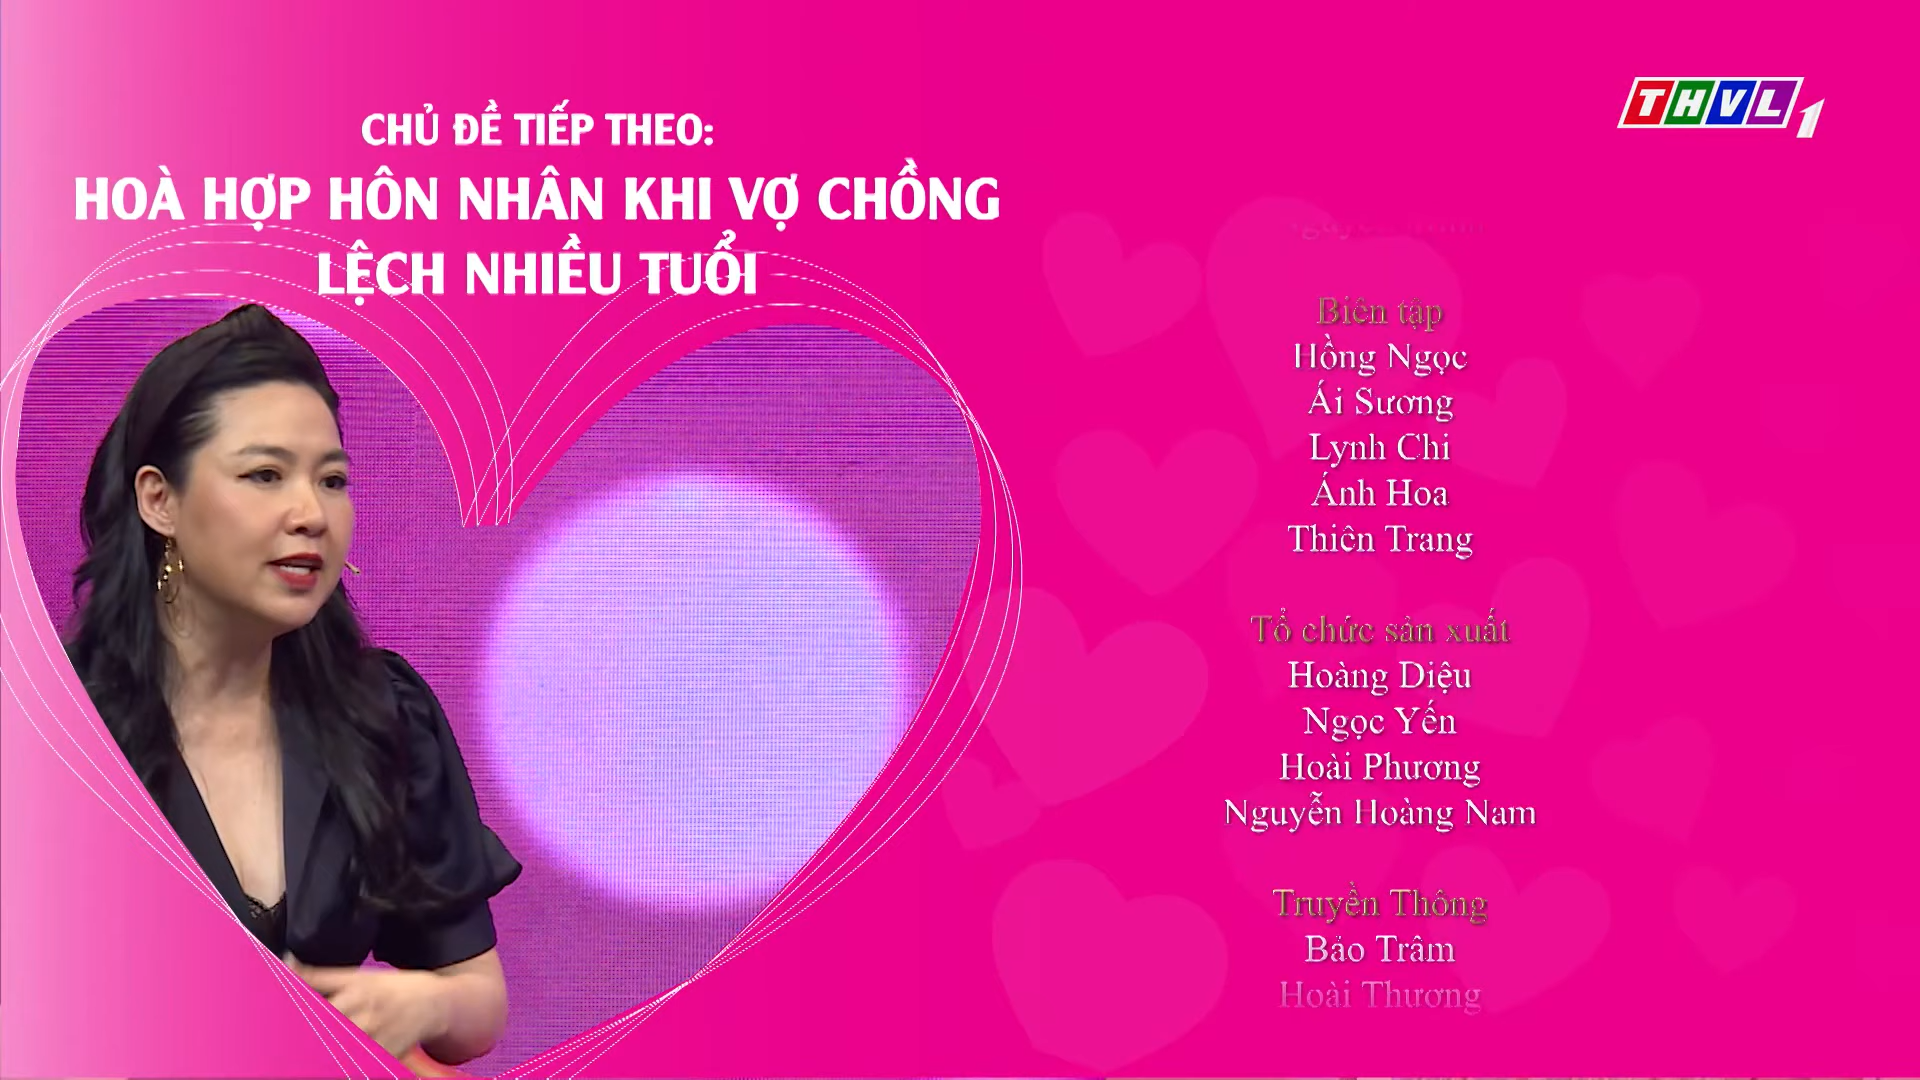 CHỦ ĐỀ TIẾP THEO:
HOÀ HỢP HÔN NHÂN KHI VỢ CHỒNG
LỆCH NHIỀU TUỔI
THVL1
Biên tập
Hồng Ngọc
Ái Sương
Lynh Chi
Ánh Hoa
Thiên Trang
Tổ chức sản xuất
Hoàng Diệu
Ngọc Yến
Hoài Phương
Nguyễn Hoàng Nam
Truyền Thông
Bảo Trâm
Hoài Thương